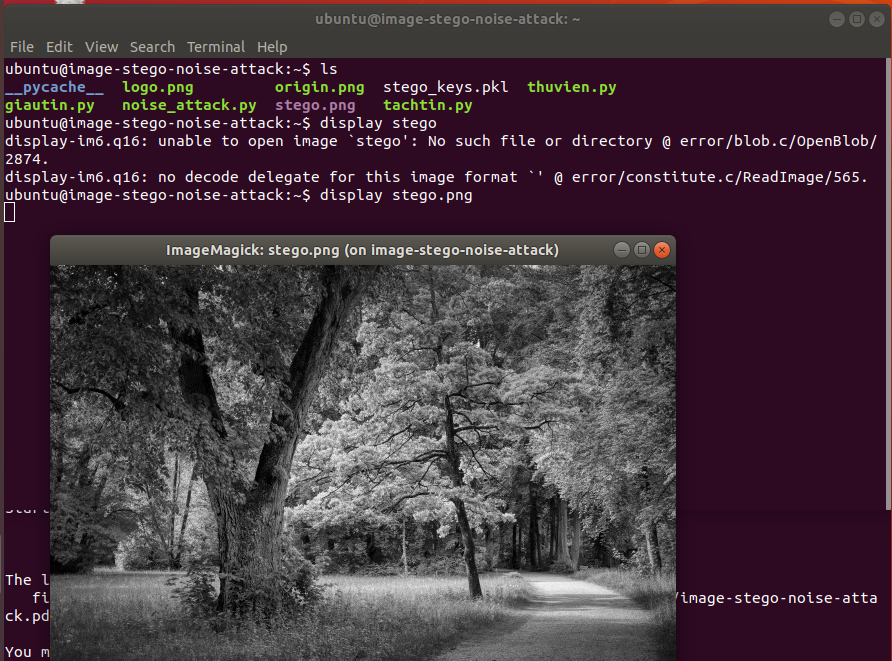 ubuntu@image-stego-noise-attack: ~
File Edit View Search Terminal Help
ubuntu@image-stego-noise-attack:~$ ls
__pycache__ logo.png origin.png stego_keys.pkl thuvien.py
giautin.py noise_attack.py stego.png tachtin.py
ubuntu@image-stego-noise-attack:~$ display stego
display-im6.q16: unable to open image `stego': No such file or directory @ error/blob.c/OpenBlob/
2874.
display-im6.q16: no decode delegate for this image format `' @ error/constitute.c/ReadImage/565.
ubuntu@image-stego-noise-attack:~$ display stego.png
ImageMagick: stego.png (on image-stego-noise-attack)
The l
fi /image-stego-noise-atta
ck.pd
You m